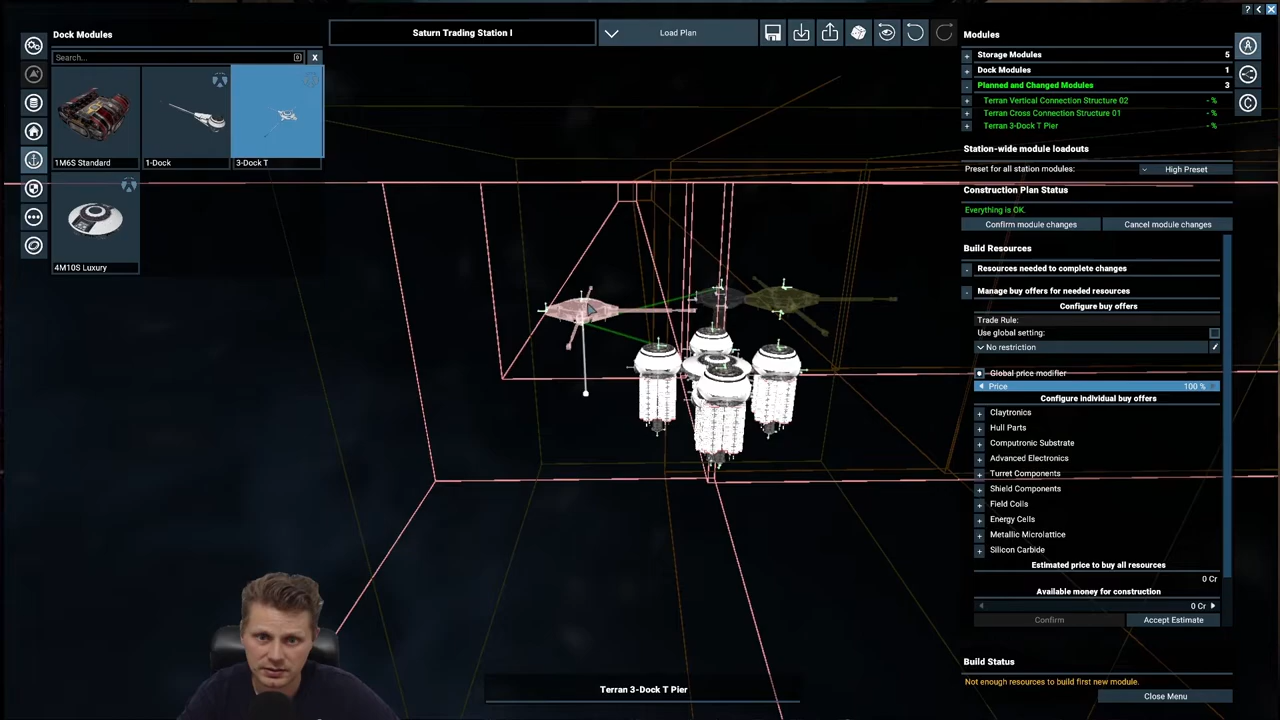 Dock Modules
Search...
X
1M6S Standard
1-Dock
3-Dock T
4M10S Luxury
Saturn Trading Station I
Load Plan
? < X
Modules
Storage Modules 5
Dock Modules 1
Planned and Changed Modules 3
Terran Vertical Connection Structure 02 - %
Terran Cross Connection Structure 01 - %
Terran 3-Dock T Pier - %
Station-wide module loadouts
Preset for all station modules: High Preset
Construction Plan Status
Everything is OK.
Confirm module changes Cancel module changes
Build Resources
Resources needed to complete changes
Manage buy offers for needed resources
Configure buy offers
Trade Rule:
Use global setting:
No restriction
Global price modifier
Price 100 %
Configure individual buy offers
Claytronics
Hull Parts
Computronic Substrate
Advanced Electronics
Turret Components
Shield Components
Field Coils
Energy Cells
Metallic Microlattice
Silicon Carbide
Estimated price to buy all resources
0 Cr
Available money for construction
0 Cr
Confirm Accept Estimate
Build Status
Not enough resources to build first new module.
Close Menu
Terran 3-Dock T Pier